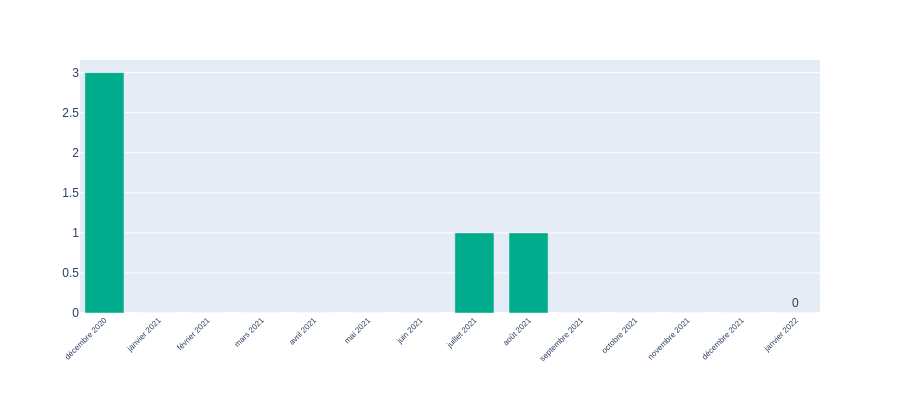 3
2.5
2
1.5
1
0.5
0
0
décembre 2020
janvier 2021
février 2021
mars 2021
avril 2021
mai 2021
juin 2021
juillet 2021
août 2021
septembre 2021
octobre 2021
novembre 2021
décembre 2021
janvier 2022